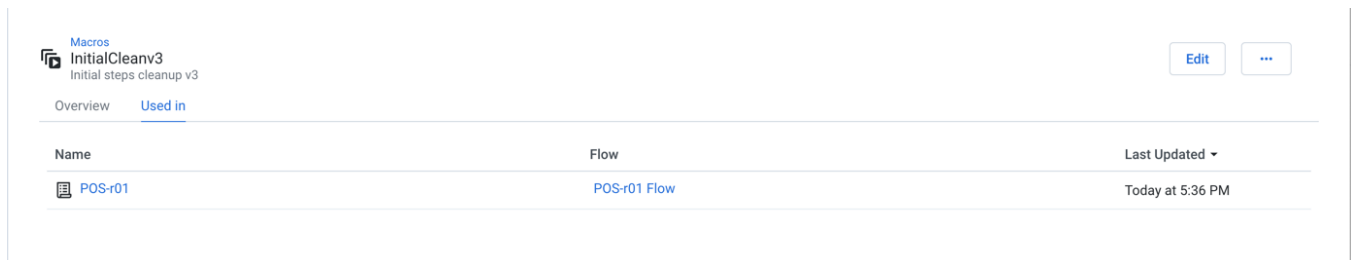 Macros
InitialCleanv3
Initial steps cleanup v3
Edit
...
Overview Used in
Name Flow Last Updated
POS-r01 POS-r01 Flow Today at 5:36 PM